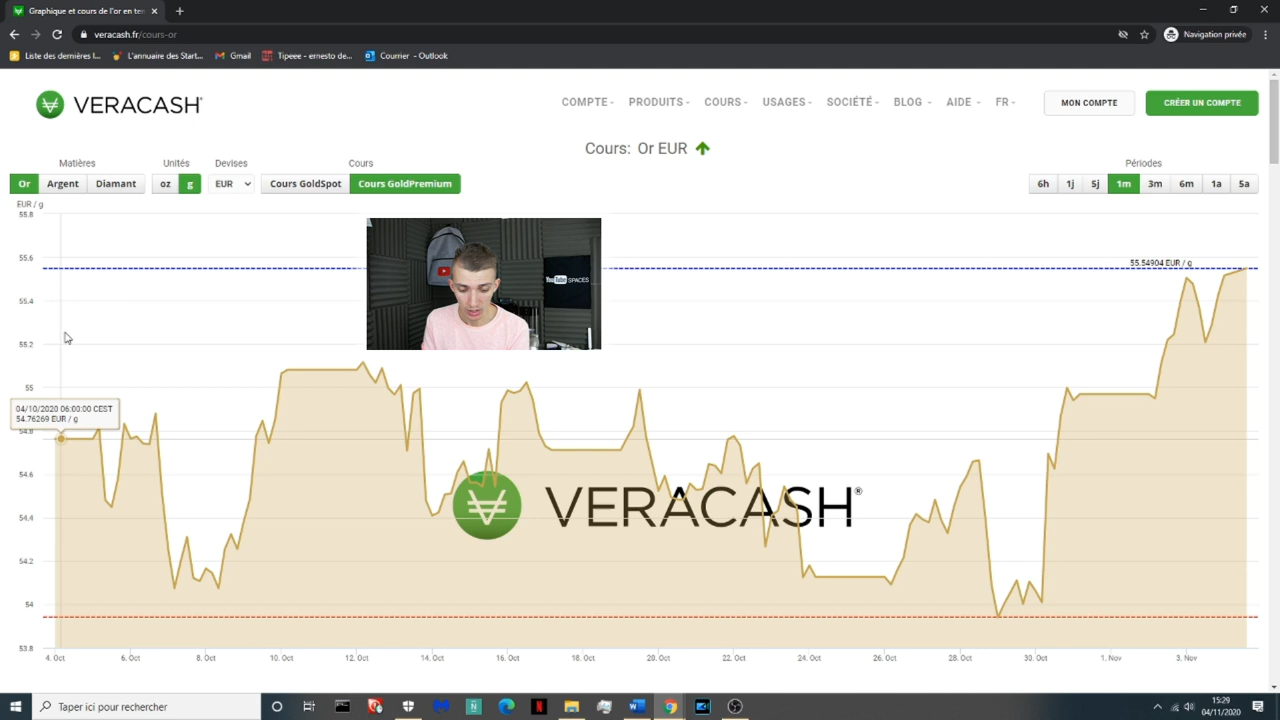 Graphique et cours de l'or en te
veracash.fr/cours-or
Navigation privée
Liste des dernières l...
L'annuaire des Start...
Gmail
Tipeee - ernesto de...
Courrier - Outlook
VERACASH®
COMPTE
PRODUITS
COURS
USAGES
SOCIÉTÉ
BLOG
AIDE
FR
MON COMPTE
CRÉER UN COMPTE
Cours: Or EUR
Matières
Unités
Devises
Cours
Périodes
Or
Argent
Diamant
oz
g
EUR
Cours GoldSpot
Cours GoldPremium
6h
1j
5j
1m
3m
6m
1a
5a
EUR / g
55.8
55.6
55.4
55.2
55
54.8
54.6
54.4
54.2
54
53.8
55.54904 EUR / g
YouTube SPACES
04/10/2020 06:00:00 CEST
54.76269 EUR / g
VERACASH®
4. Oct
6. Oct
8. Oct
10. Oct
12. Oct
14. Oct
16. Oct
18. Oct
20. Oct
22. Oct
24. Oct
26. Oct
28. Oct
30. Oct
1. Nov
3. Nov
Taper ici pour rechercher
15:29
04/11/2020